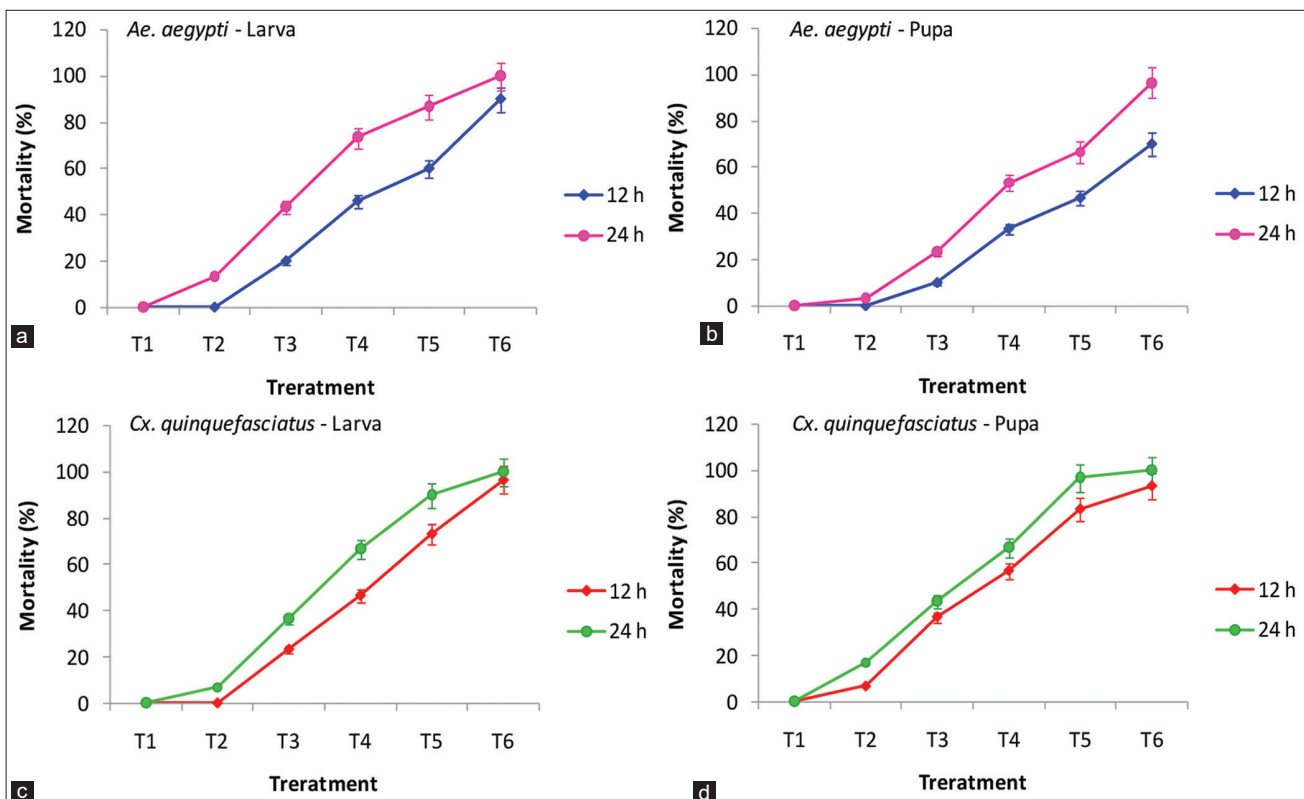 Ae. aegypti - Larva
120
100
80
60
40
20
0
Mortality (%)
T1 T2 T3 T4 T5 T6
Treratment
12 h
24 h
a
Ae. aegypti - Pupa
120
100
80
60
40
20
0
Mortality (%)
T1 T2 T3 T4 T5 T6
Treratment
12 h
24 h
b
Cx. quinquefasciatus - Larva
120
100
80
60
40
20
0
Mortality (%)
T1 T2 T3 T4 T5 T6
Treratment
12 h
24 h
c
Cx. quinquefasciatus - Pupa
120
100
80
60
40
20
0
Mortality (%)
T1 T2 T3 T4 T5 T6
Treratment
12 h
24 h
d